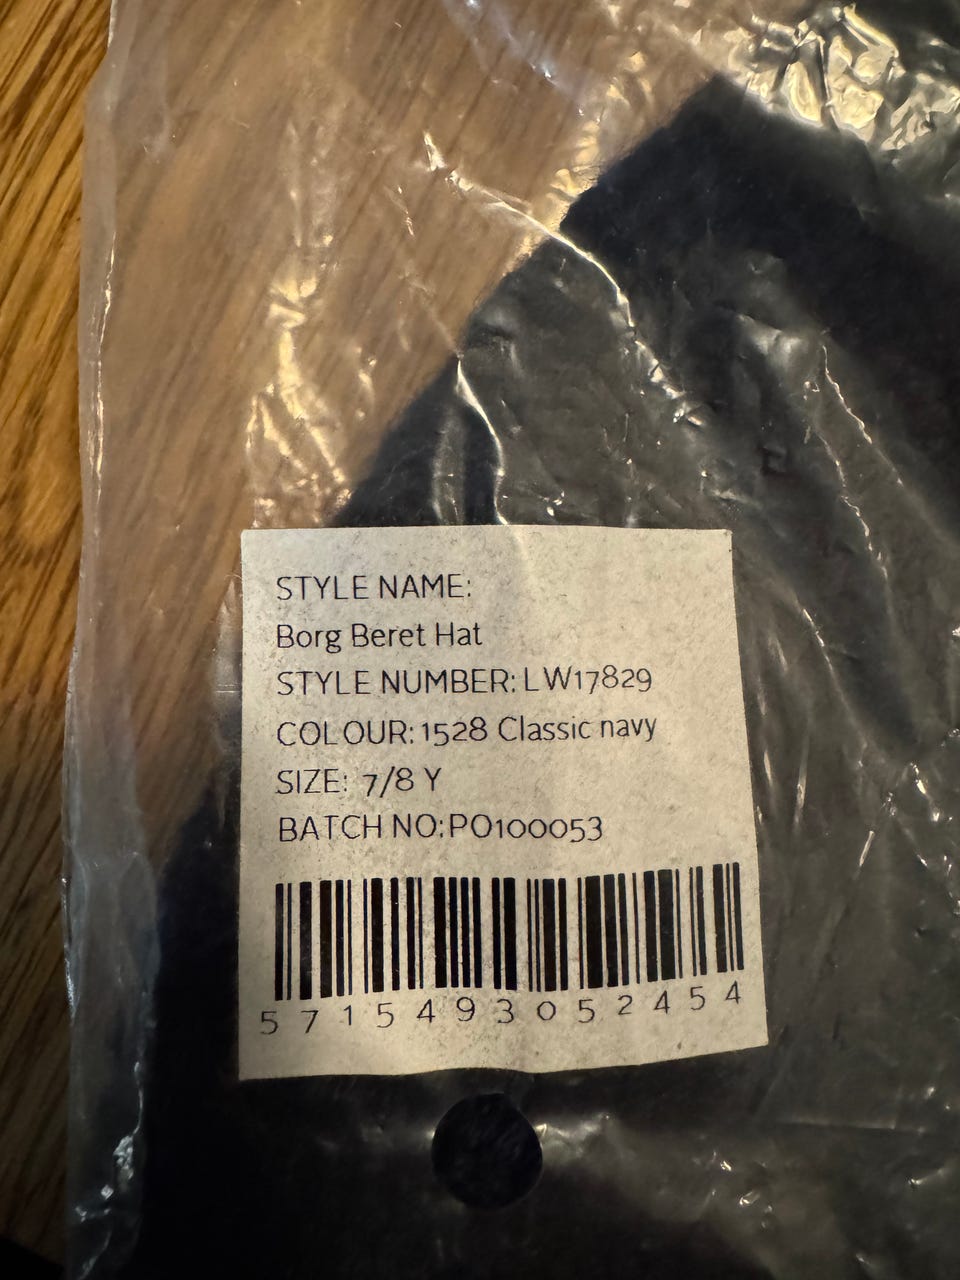 STYLE NAME:
Borg Beret Hat
STYLE NUMBER: LW17829
COLOUR: 1528 Classic navy
SIZE: 7/8 Y
BATCH NO:PO100053
5715493052454